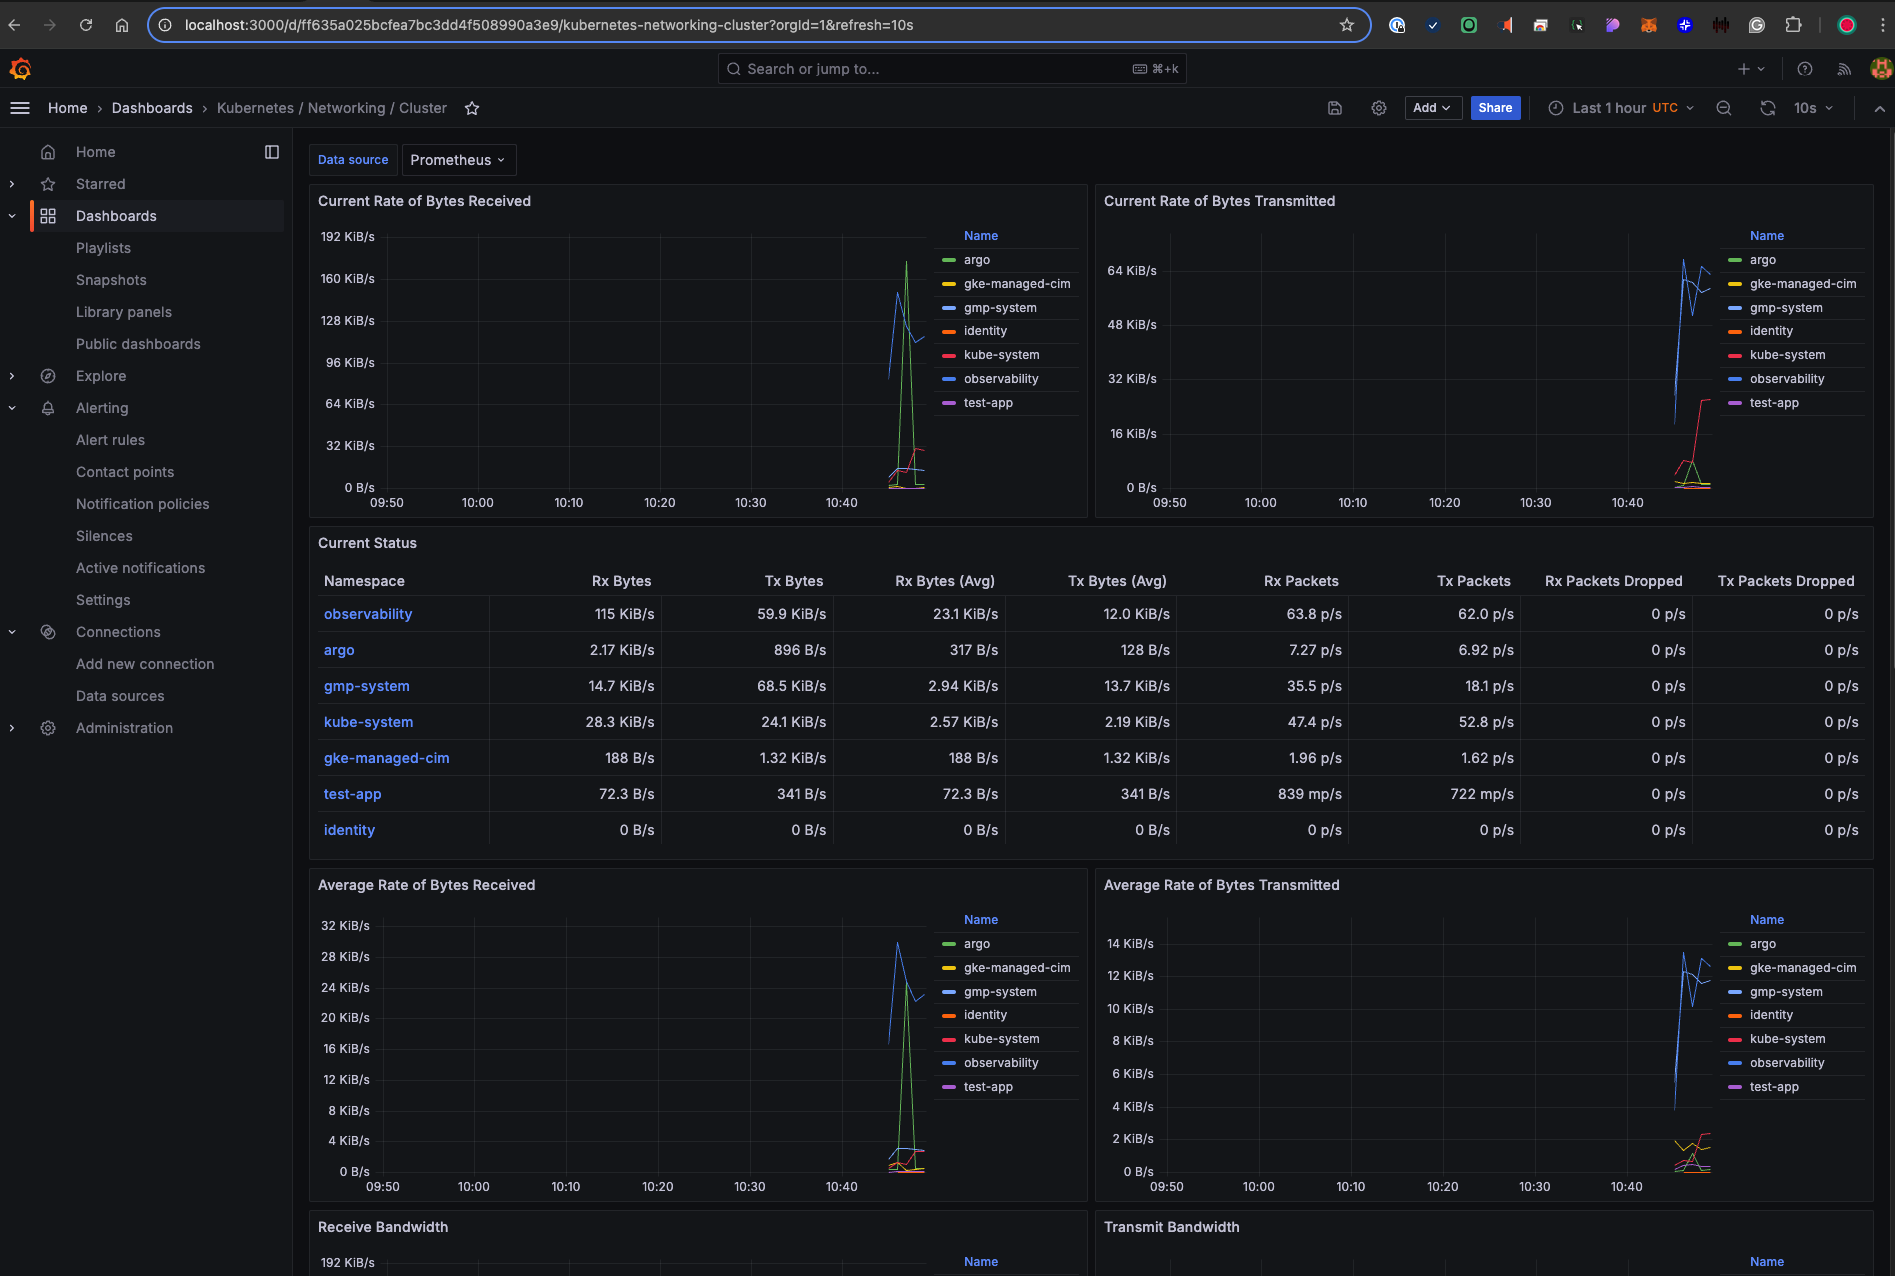 localhost:3000/d/ff635a025bcfea7bc3dd4f508990a3e9/kubernetes-networking-cluster?orgId=1&refresh=10s
Search or jump to... ⌘+k
Home › Dashboards › Kubernetes / Networking / Cluster
Add
Share
Last 1 hour UTC
10s
Home
Starred
Dashboards
Playlists
Snapshots
Library panels
Public dashboards
Explore
Alerting
Alert rules
Contact points
Notification policies
Silences
Active notifications
Settings
Connections
Add new connection
Data sources
Administration
Data source Prometheus
Current Rate of Bytes Received
192 KiB/s
160 KiB/s
128 KiB/s
96 KiB/s
64 KiB/s
32 KiB/s
0 B/s
09:50 10:00 10:10 10:20 10:30 10:40
Name
argo
gke-managed-cim
gmp-system
identity
kube-system
observability
test-app
Current Rate of Bytes Transmitted
64 KiB/s
48 KiB/s
32 KiB/s
16 KiB/s
0 B/s
09:50 10:00 10:10 10:20 10:30 10:40
Name
argo
gke-managed-cim
gmp-system
identity
kube-system
observability
test-app
Current Status
Namespace Rx Bytes Tx Bytes Rx Bytes (Avg) Tx Bytes (Avg) Rx Packets Tx Packets Rx Packets Dropped Tx Packets Dropped
observability 115 KiB/s 59.9 KiB/s 23.1 KiB/s 12.0 KiB/s 63.8 p/s 62.0 p/s 0 p/s 0 p/s
argo 2.17 KiB/s 896 B/s 317 B/s 128 B/s 7.27 p/s 6.92 p/s 0 p/s 0 p/s
gmp-system 14.7 KiB/s 68.5 KiB/s 2.94 KiB/s 13.7 KiB/s 35.5 p/s 18.1 p/s 0 p/s 0 p/s
kube-system 28.3 KiB/s 24.1 KiB/s 2.57 KiB/s 2.19 KiB/s 47.4 p/s 52.8 p/s 0 p/s 0 p/s
gke-managed-cim 188 B/s 1.32 KiB/s 188 B/s 1.32 KiB/s 1.96 p/s 1.62 p/s 0 p/s 0 p/s
test-app 72.3 B/s 341 B/s 72.3 B/s 341 B/s 839 mp/s 722 mp/s 0 p/s 0 p/s
identity 0 B/s 0 B/s 0 B/s 0 B/s 0 p/s 0 p/s 0 p/s 0 p/s
Average Rate of Bytes Received
32 KiB/s
28 KiB/s
24 KiB/s
20 KiB/s
16 KiB/s
12 KiB/s
8 KiB/s
4 KiB/s
0 B/s
09:50 10:00 10:10 10:20 10:30 10:40
Name
argo
gke-managed-cim
gmp-system
identity
kube-system
observability
test-app
Average Rate of Bytes Transmitted
14 KiB/s
12 KiB/s
10 KiB/s
8 KiB/s
6 KiB/s
4 KiB/s
2 KiB/s
0 B/s
09:50 10:00 10:10 10:20 10:30 10:40
Name
argo
gke-managed-cim
gmp-system
identity
kube-system
observability
test-app
Receive Bandwidth
192 KiB/s
Name
Transmit Bandwidth
Name